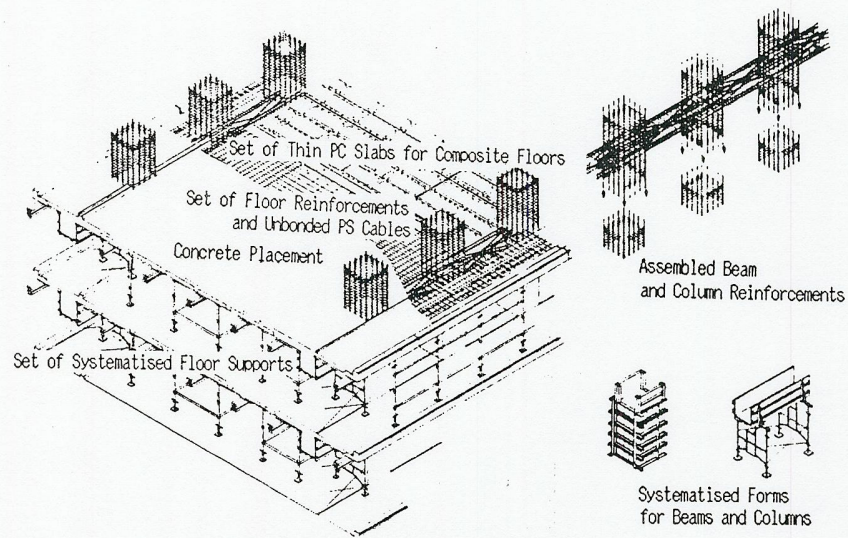 Set of Thin PC Slabs for Composite Floors
Set of Floor Reinforcements
and Unbonded PS Cables
Concrete Placement
Set of Systematised Floor Supports
Assembled Beam
and Column Reinforcements
Systematised Forms
for Beams and Columns